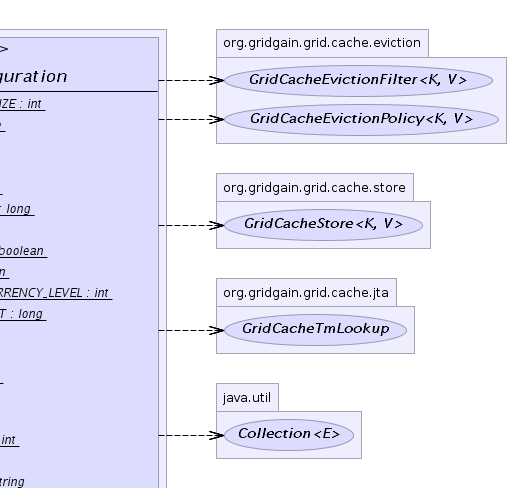 >
guration
IZE : int
: long
boolean
n
RRENCY_LEVEL : int
T : long
int
tring
org.gridgain.grid.cache.eviction
GridCacheEvictionFilter<K, V>
GridCacheEvictionPolicy<K, V>
org.gridgain.grid.cache.store
GridCacheStore<K, V>
org.gridgain.grid.cache.jta
GridCacheTmLookup
java.util
Collection<E>